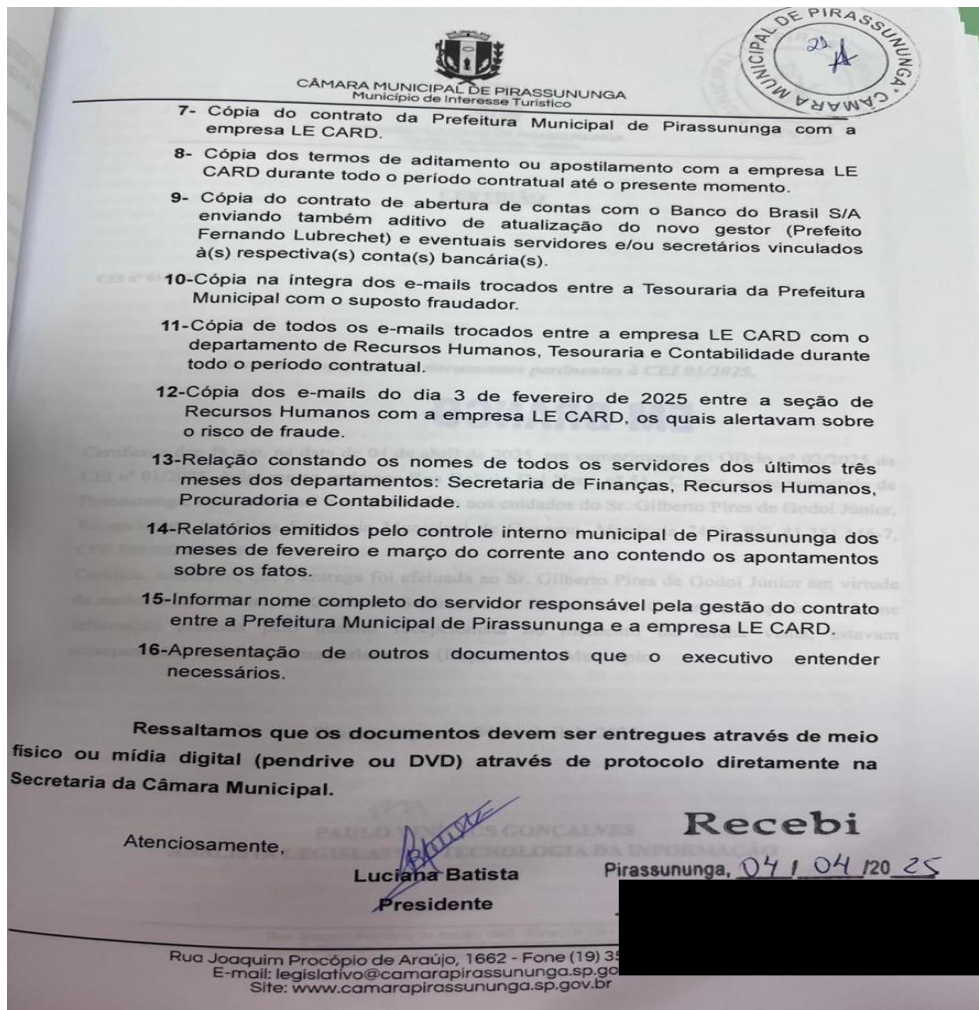 CÂMARA MUNICIPAL DE PIRASSUNUNGA
Município de Interesse Turístico
CÂMARA MUNICIPAL DE PIRASSUNUNGA
7- Cópia do contrato da Prefeitura Municipal de Pirassununga com a
empresa LE CARD.
8- Cópia dos termos de aditamento ou apostilamento com a empresa LE
CARD durante todo o período contratual até o presente momento.
9- Cópia do contrato de abertura de contas com o Banco do Brasil S/A
enviando também aditivo de atualização do novo gestor (Prefeito
Fernando Lubrechet) e eventuais servidores e/ou secretários vinculados
à(s) respectiva(s) conta(s) bancária(s).
10-Cópia na íntegra dos e-mails trocados entre a Tesouraria da Prefeitura
Municipal com o suposto fraudador.
11-Cópia de todos os e-mails trocados entre a empresa LE CARD com o
departamento de Recursos Humanos, Tesouraria e Contabilidade durante
todo o período contratual.
12-Cópia dos e-mails do dia 3 de fevereiro de 2025 entre a seção de
Recursos Humanos com a empresa LE CARD, os quais alertavam sobre
o risco de fraude.
13-Relação constando os nomes de todos os servidores dos últimos três
meses dos departamentos: Secretaria de Finanças, Recursos Humanos,
Procuradoria e Contabilidade.
14-Relatórios emitidos pelo controle interno municipal de Pirassununga dos
meses de fevereiro e março do corrente ano contendo os apontamentos
sobre os fatos.
15-Informar nome completo do servidor responsável pela gestão do contrato
entre a Prefeitura Municipal de Pirassununga e a empresa LE CARD.
16-Apresentação de outros documentos que o executivo entender
necessários.
Ressaltamos que os documentos devem ser entregues através de meio
físico ou mídia digital (pendrive ou DVD) através de protocolo diretamente na
Secretaria da Câmara Municipal.
Atenciosamente,
Luciana Batista
Presidente
Recebi
Pirassununga, 04 / 04 /20 25
Rua Joaquim Procópio de Araújo, 1662 - Fone (19) 35
E-mail: legislativo@camarapirassununga.sp.go
Site: www.camarapirassununga.sp.gov.br